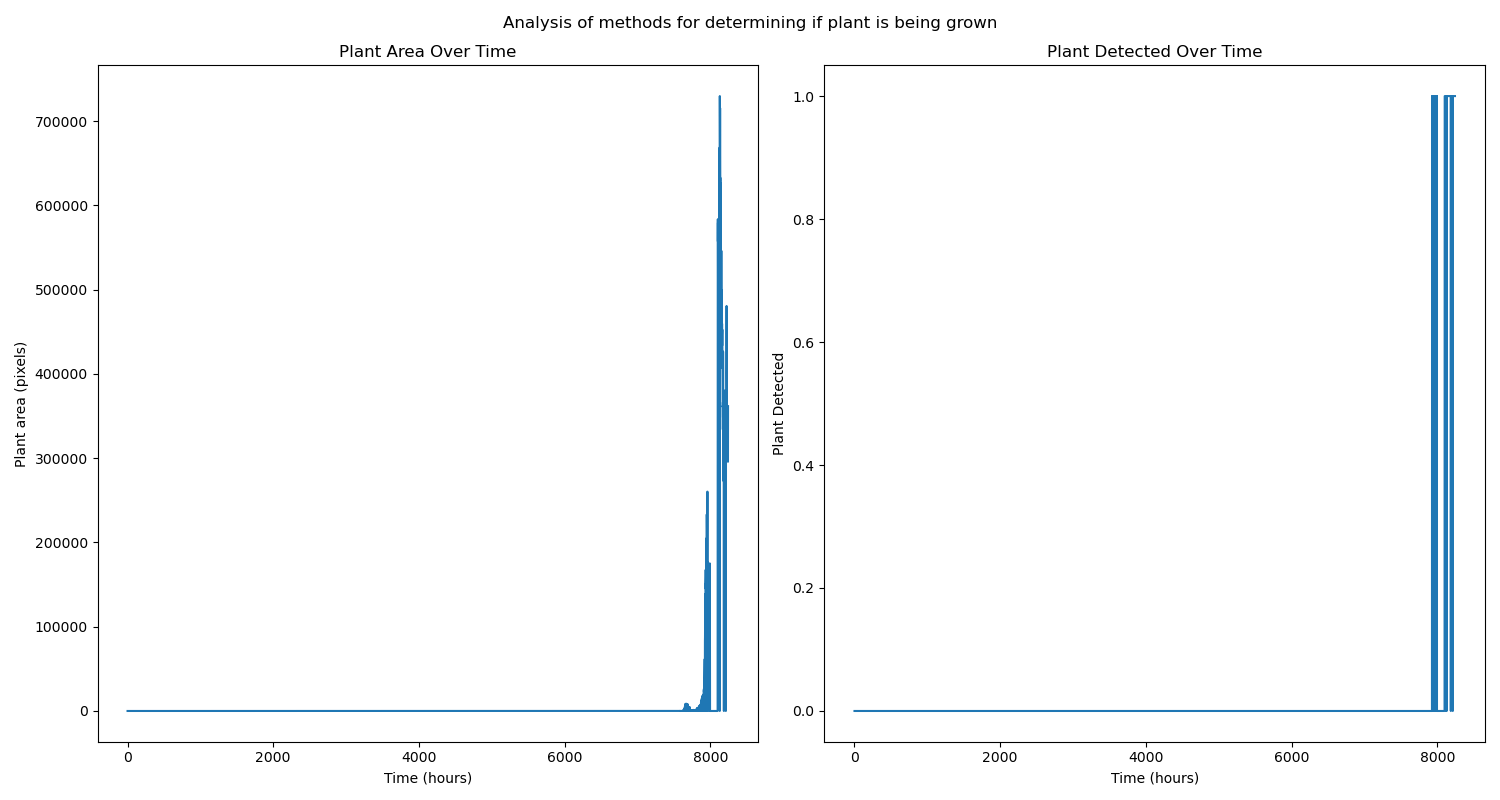 Analysis of methods for determining if plant is being grown
Plant Area Over Time
Plant area (pixels)
700000
600000
500000
400000
300000
200000
100000
0
0 2000 4000 6000 8000
Time (hours)
Plant Detected Over Time
Plant Detected
1.0
0.8
0.6
0.4
0.2
0.0
0 2000 4000 6000 8000
Time (hours)